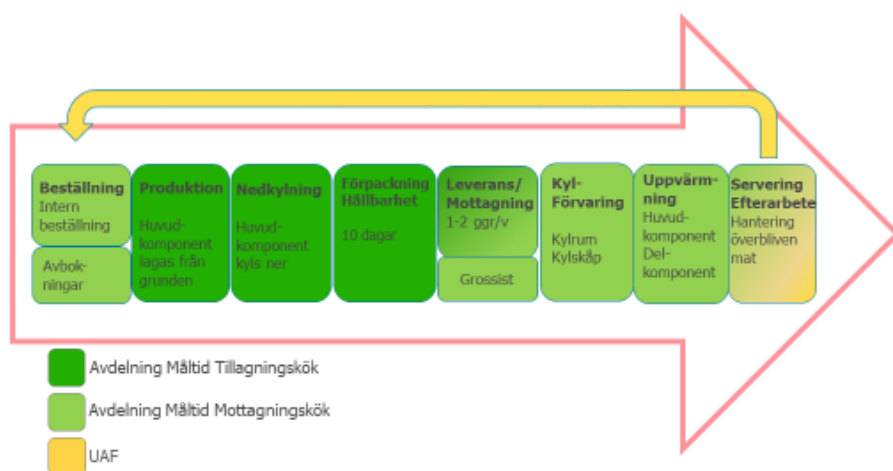 Beställning
Intern
beställning
Avbok-
ningar
Produktion
Huvud-
komponent
lagas från
grunden
Nedkylning
Huvud-
komponent
kyls ner
Förpackning
Hållbarhet
10 dagar
Leverans/
Mottagning
1-2 ggr/v
Grossist
Kyl-
Förvaring
Kylrum
Kylskåp
Uppvärm-
ning
Huvud-
komponent
Del-
komponent
Servering
Efterarbete
Hantering
överbliven
mat
Avdelning Måltid Tillagningskök
Avdelning Måltid Mottagningskök
UAF